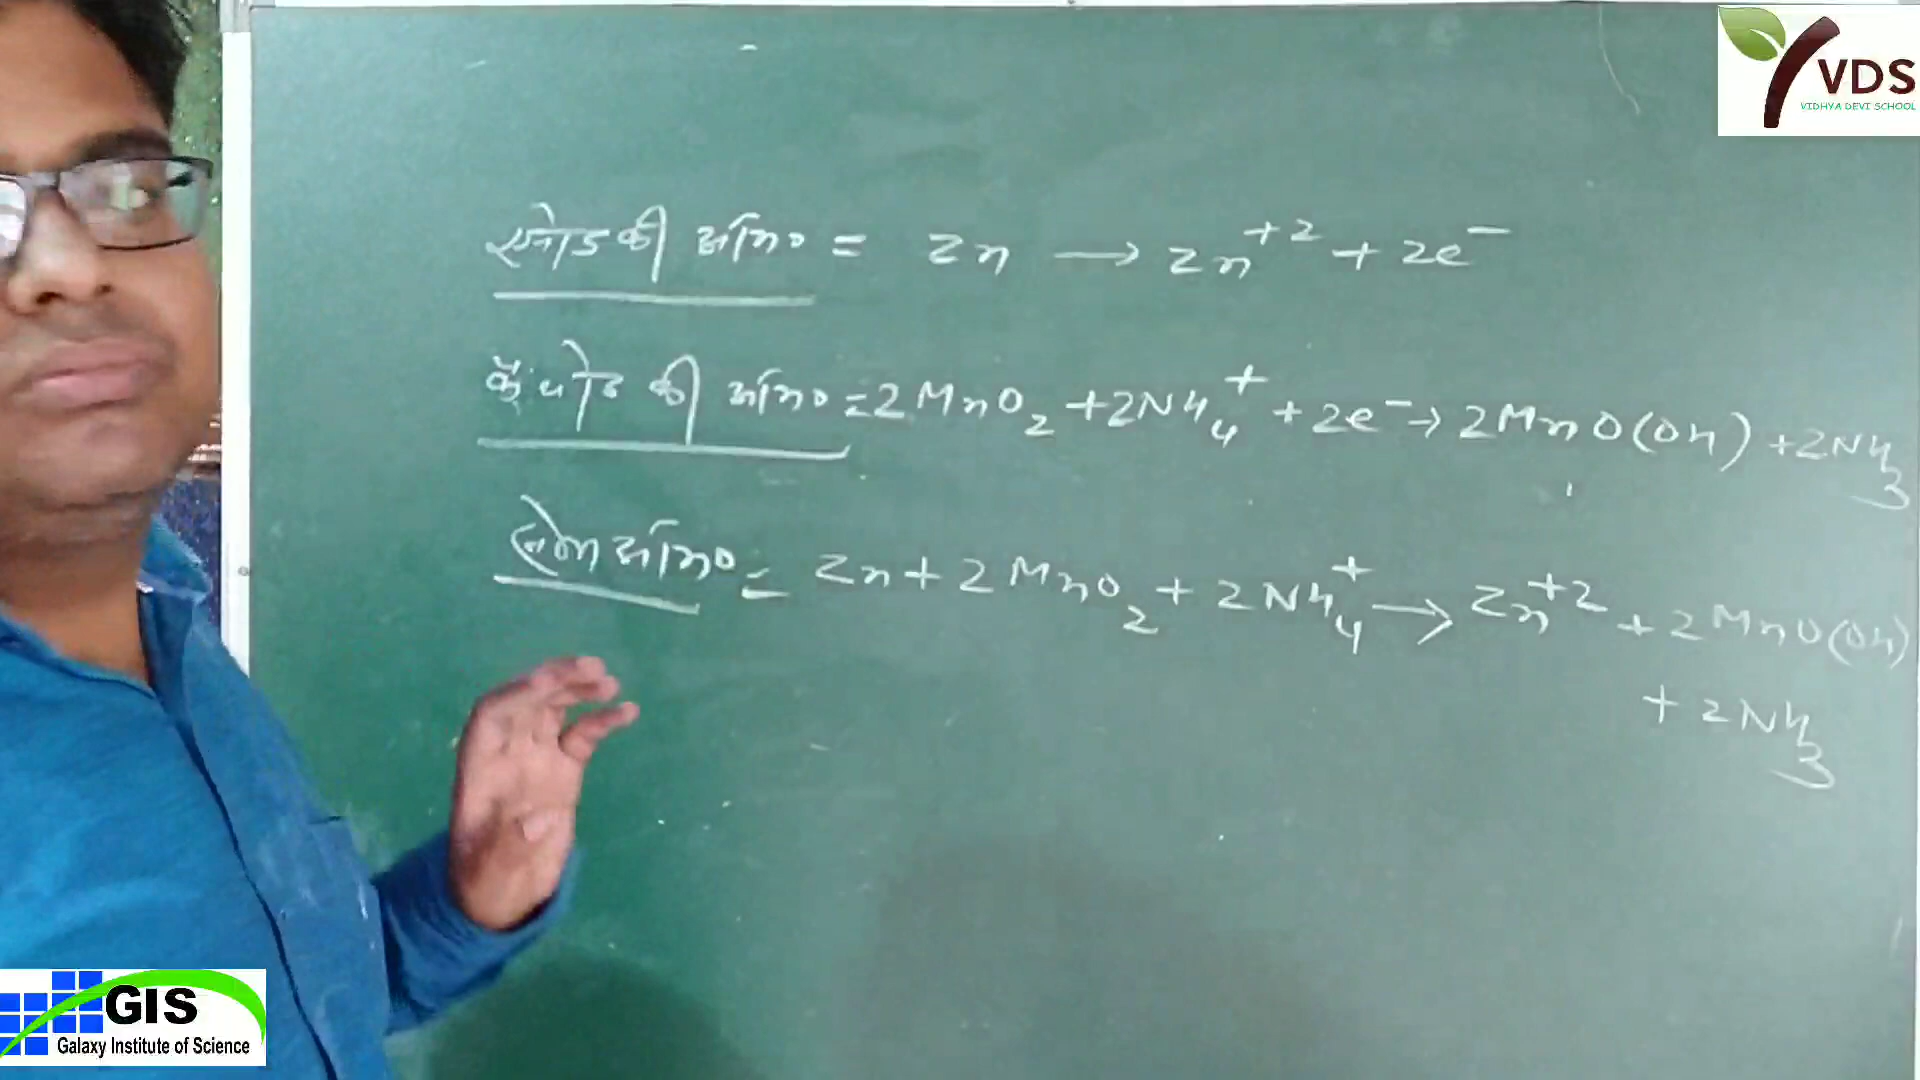 VDS
VIDHYA DEVI SCHOOL
एनोड की अभि० = Zn → Zn+2 + 2e-
कैथोड की अभि० = 2MnO2 + 2NH4+ + 2e- → 2MnO(OH) + 2NH3
अभि० = Zn + 2MnO2 + 2NH4+ → Zn+2 + 2MnO(OH)
+ 2NH3
GIS
Galaxy Institute of Science